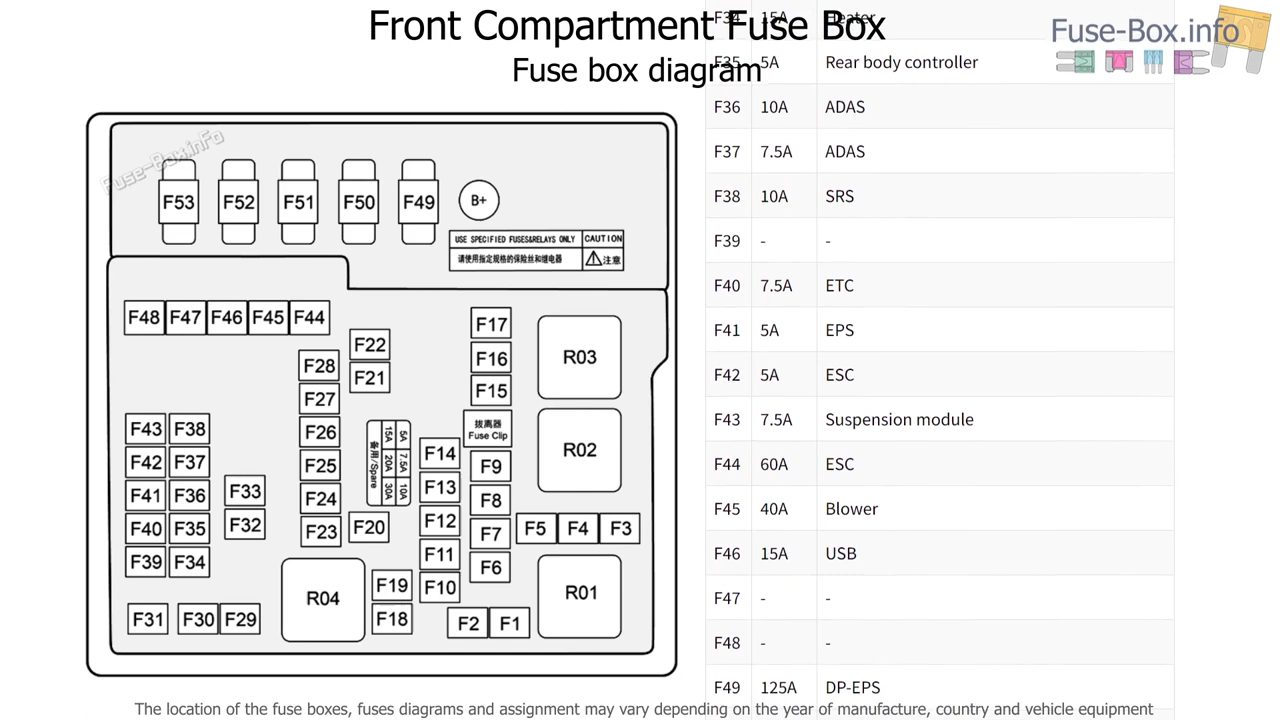 Front Compartment Fuse Box
Fuse box diagram
Fuse-Box.info
Fuse-Box.info
F53 F52 F51 F50 F49 B+
USE SPECIFIED FUSES&RELAYS ONLY CAUTION
请使用指定规格的保险丝和继电器 注意
F48 F47 F46 F45 F44
F22
F21
F17
F16
F15
R03
F28
F27
F26
F25
F24
F23
拔离器
Fuse Clip
R02
F43 F38
F42 F37
F41 F36
F40 F35
F39 F34
F33
F32
5A 7.5A 10A
15A 20A 30A
备用/Spare
F20
F14
F13
F12
F11
F10
F9
F8
F7
F6
F5 F4 F3
F31 F30 F29
R04
F19
F18
F2 F1
R01
F34 15A Heater
F35 5A Rear body controller
F36 10A ADAS
F37 7.5A ADAS
F38 10A SRS
F39 - -
F40 7.5A ETC
F41 5A EPS
F42 5A ESC
F43 7.5A Suspension module
F44 60A ESC
F45 40A Blower
F46 15A USB
F47 - -
F48 - -
F49 125A DP-EPS
The location of the fuse boxes, fuses diagrams and assignment may vary depending on the year of manufacture, country and vehicle equipment